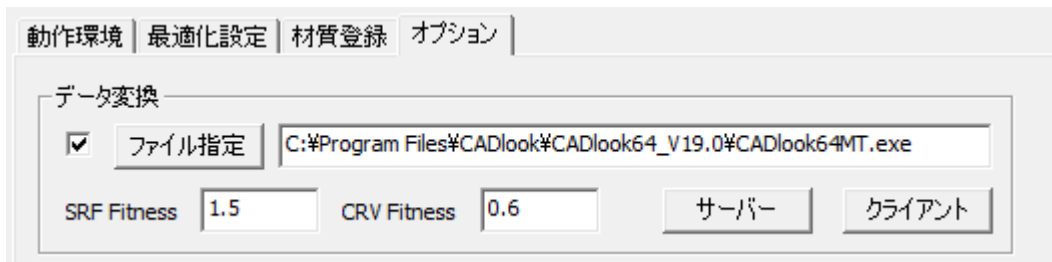 動作環境 最適化設定 材質登録 オプション
データ変換
ファイル指定 C:¥Program Files¥CADlook¥CADlook64_V19.0¥CADlook64MT.exe
SRF Fitness 1.5 CRV Fitness 0.6 サーバー クライアント